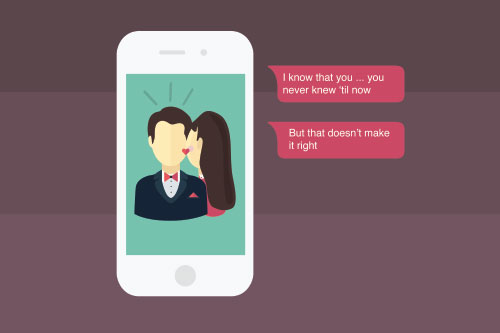 I know that you ... you
never knew 'til now
But that doesn't make
it right